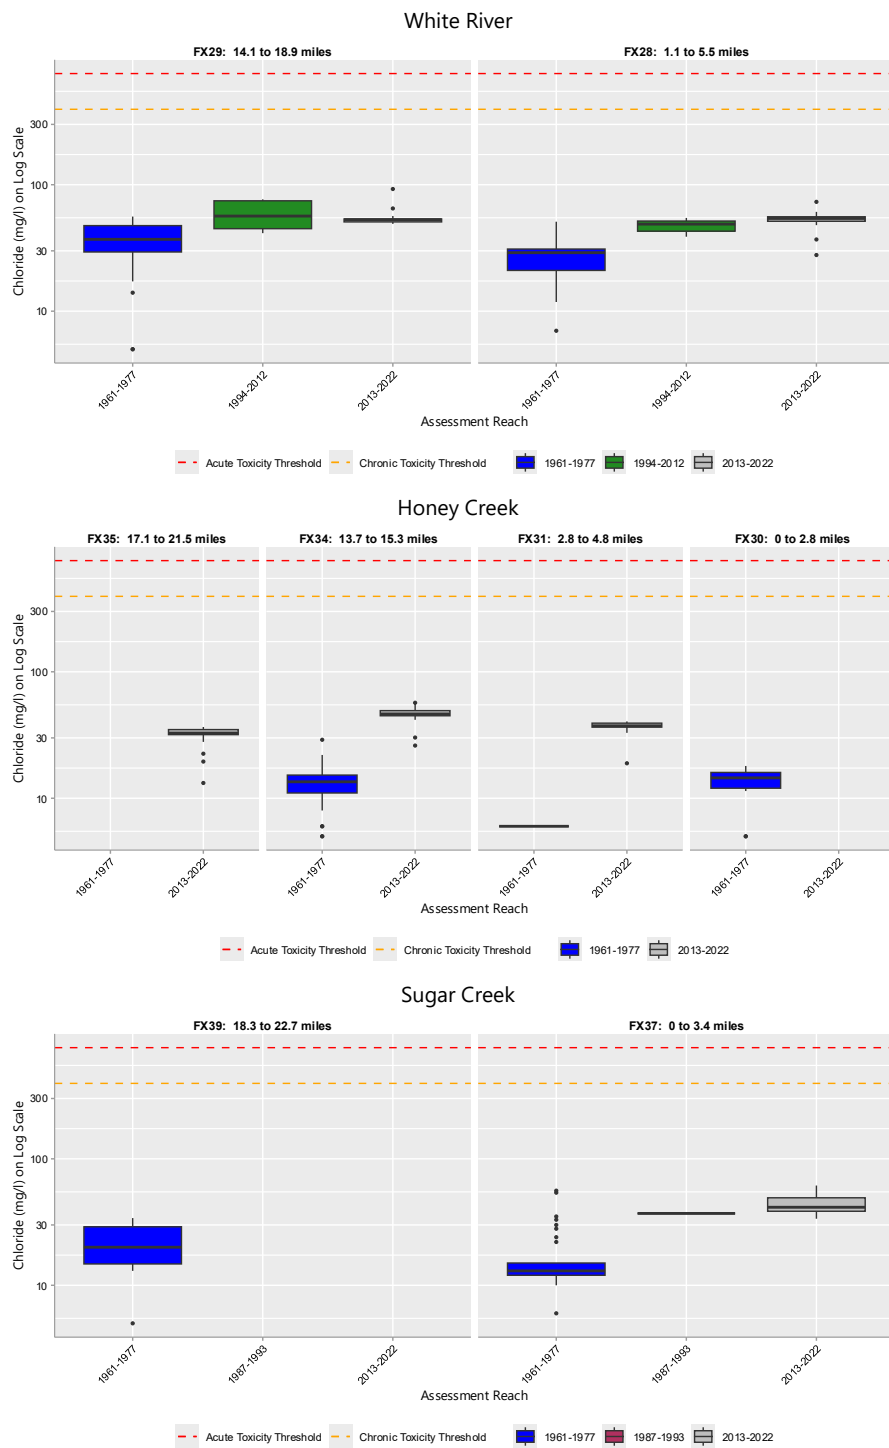 White River
FX29: 14.1 to 18.9 miles
FX28: 1.1 to 5.5 miles
Chloride (mg/l) on Log Scale
300
100
30
10
1961-1977
1994-2012
2013-2022
1961-1977
1994-2012
2013-2022
Assessment Reach
Acute Toxicity Threshold
Chronic Toxicity Threshold
1961-1977
1994-2012
2013-2022
Honey Creek
FX35: 17.1 to 21.5 miles
FX34: 13.7 to 15.3 miles
FX31: 2.8 to 4.8 miles
FX30: 0 to 2.8 miles
Chloride (mg/l) on Log Scale
300
100
30
10
1961-1977
2013-2022
1961-1977
2013-2022
1961-1977
2013-2022
1961-1977
2013-2022
Assessment Reach
Acute Toxicity Threshold
Chronic Toxicity Threshold
1961-1977
2013-2022
Sugar Creek
FX39: 18.3 to 22.7 miles
FX37: 0 to 3.4 miles
Chloride (mg/l) on Log Scale
300
100
30
10
1961-1977
1987-1993
2013-2022
1961-1977
1987-1993
2013-2022
Assessment Reach
Acute Toxicity Threshold
Chronic Toxicity Threshold
1961-1977
1987-1993
2013-2022